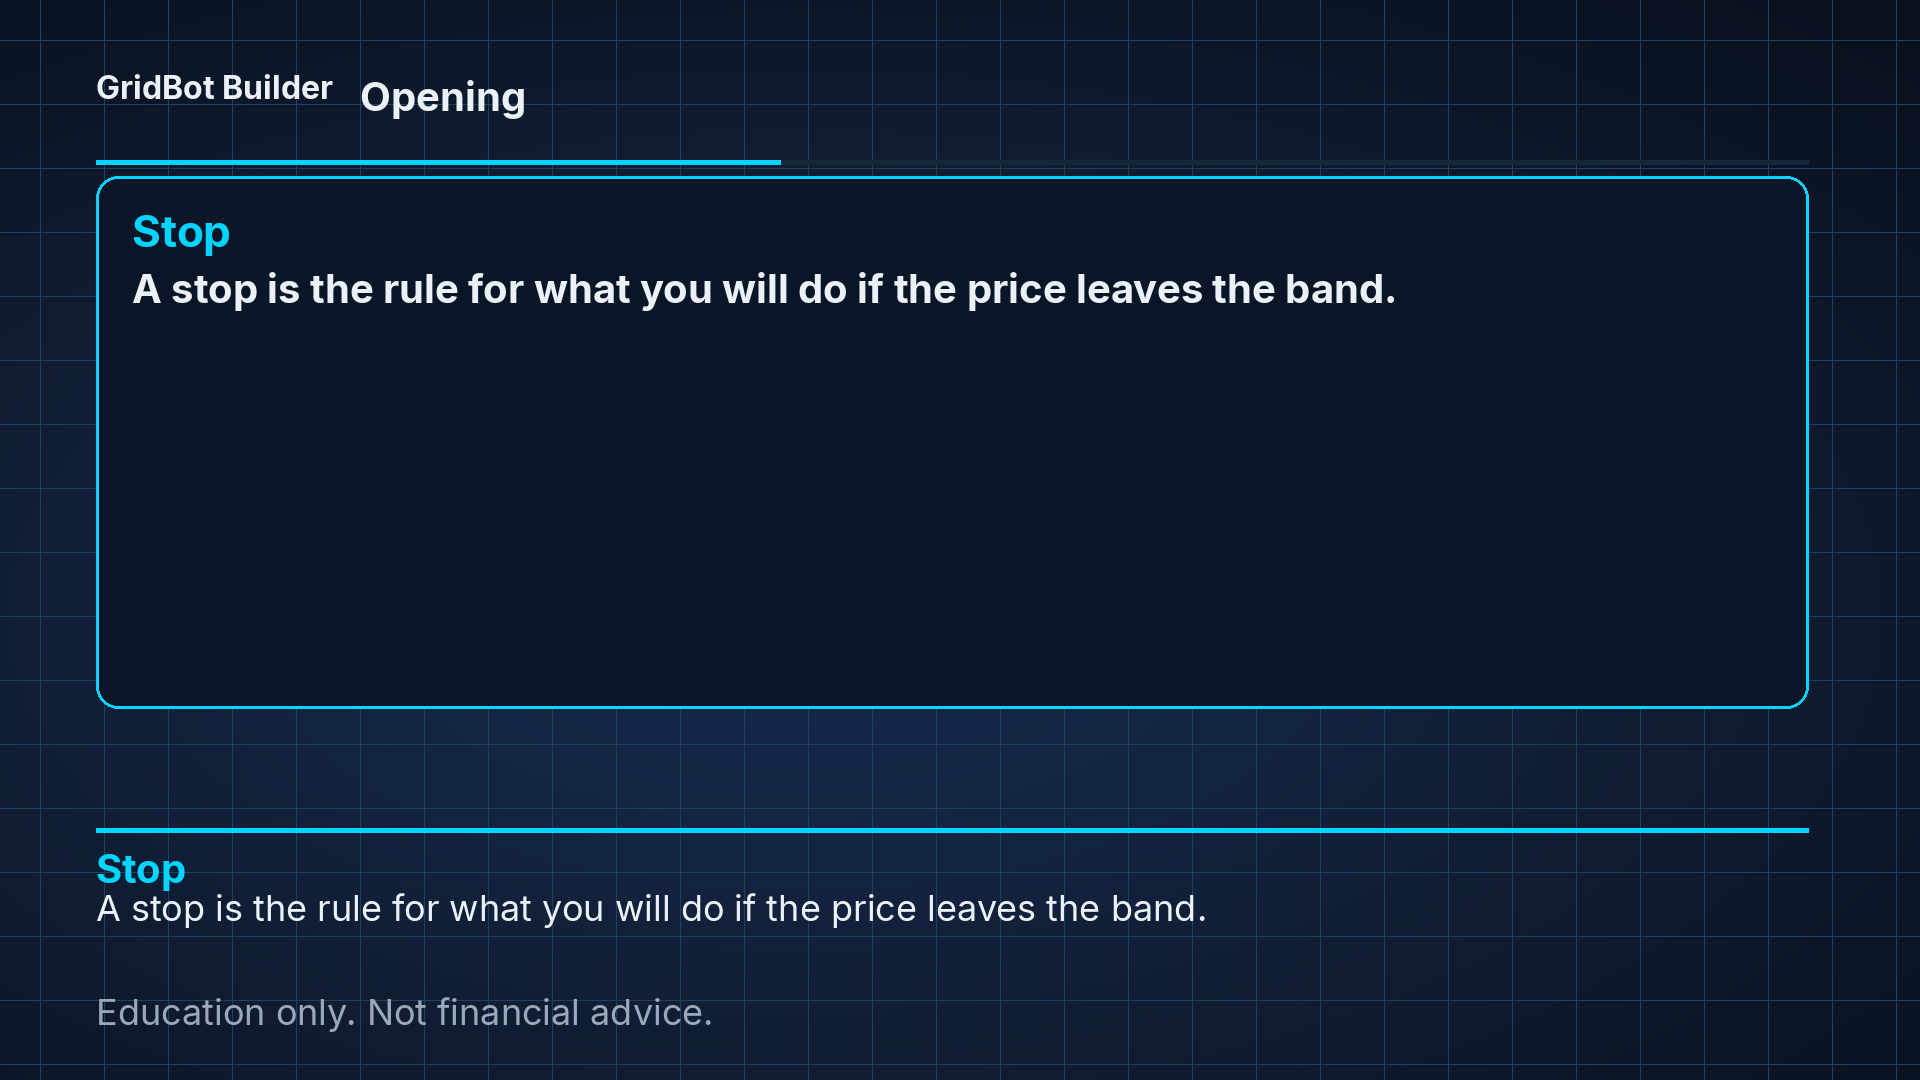 GridBot Builder
Opening
Stop
A stop is the rule for what you will do if the price leaves the band.
Stop
A stop is the rule for what you will do if the price leaves the band.
Education only. Not financial advice.